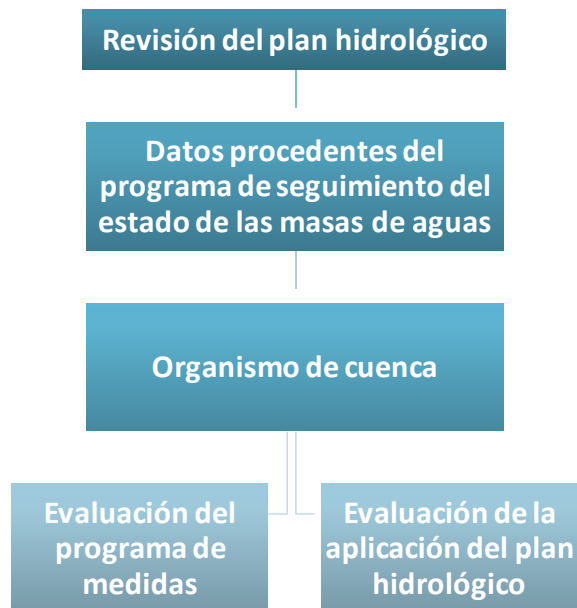 Revisión del plan hidrológico
Datos procedentes del
programa de seguimiento del
estado de las masas de aguas
Organismo de cuenca
Evaluación del
programa de
medidas
Evaluación de la
aplicación del plan
hidrológico